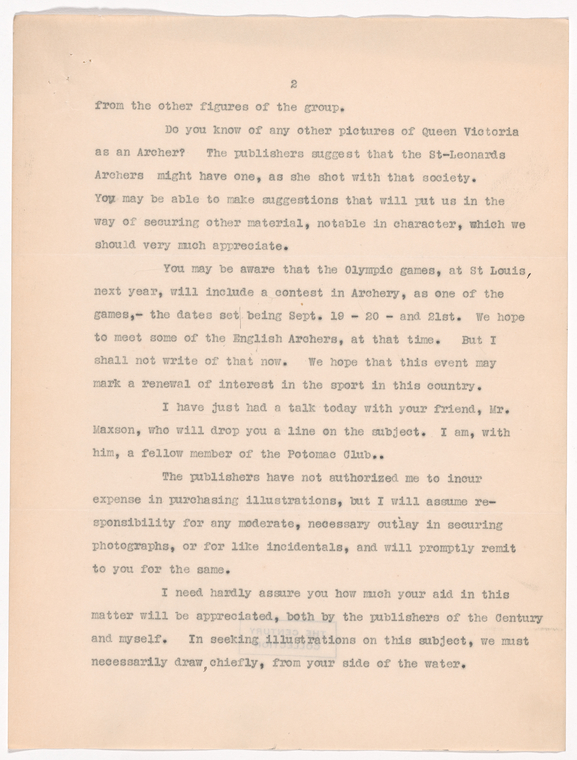 2
from the other figures of the group.
Do you know of any other pictures of Queen Victoria
as an Archer? The publishers suggest that the St-Leonards
Archers might have one, as she shot with that society.
You may be able to make suggestions that will put us in the
way of securing other material, notable in character, which we
should very much appreciate.
You may be aware that the Olympic games, at St Louis,
next year, will include a contest in Archery, as one of the
games,- the dates set being Sept. 19 - 20 - and 21st. We hope
to meet some of the English Archers, at that time. But I
shall not write of that now. We hope that this event may
mark a renewal of interest in the sport in this country.
I have just had a talk today with your friend, Mr.
Maxson, who will drop you a line on the subject. I am, with
him, a fellow member of the Potomac Club..
The publishers have not authorized me to incur
expense in purchasing illustrations, but I will assume re-
sponsibility for any moderate, necessary outlay in securing
photographs, or for like incidentals, and will promptly remit
to you for the same.
I need hardly assure you how much your aid in this
matter will be appreciated, both by the publishers of the Century
and myself. In seeking illustrations on this subject, we must
necessarily draw, chiefly, from your side of the water.
THE CENTURY
COLLECTION